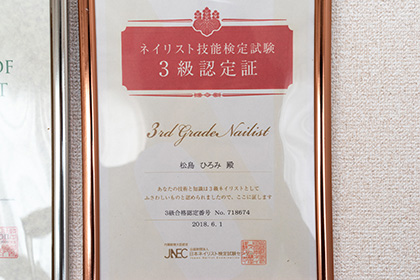 OF
T
ネイリスト技能検定試験
3級認定証
3rd Grade Nailist
松島 ひろみ 殿
あなたの技術と知識は3級ネイリストとして
ふさわしいものと認められましたので、ここに証します
3級合格認定番号 No. 718674
2018.6.1
JNEC
日本ネイリスト検定試験センター